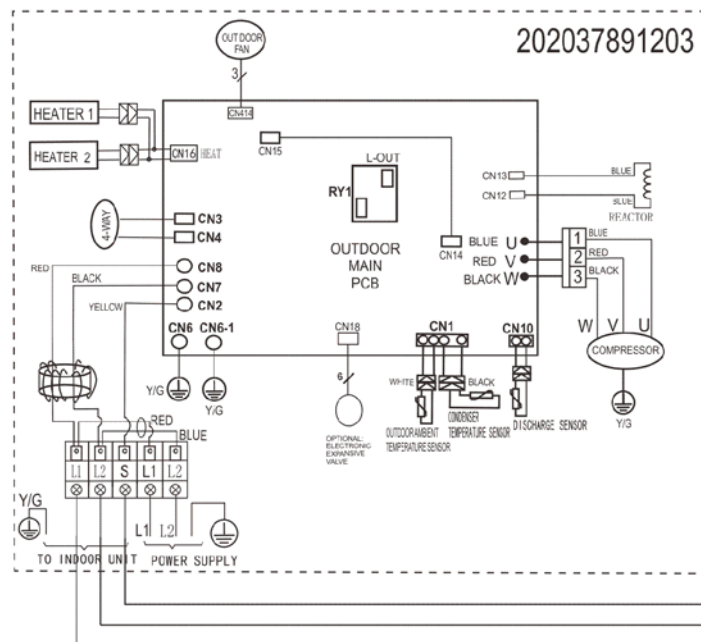 202037891203
OUTDOOR
FAN
3
CN414
HEATER 1
HEATER 2
CN16
HEAT
CN15
L-OUT
RY1
CN13
BLUE
CN12
BLUE
REACTOR
4-WAY
CN3
CN4
CN8
CN7
CN2
RED
BLACK
YELLOW
OUTDOOR
MAIN
PCB
CN14
BLUE U
RED V
BLACK W
1
2
3
BLUE
RED
BLACK
W V U
COMPRESSOR
Y/G
CN6 CN6-1
Y/G
Y/G
CN18
6
OPTIONAL:
ELECTRONIC
EXPANSIVE
VALVE
CN1
CN10
WHITE
BLACK
OUTDOOR AMBIENT
TEMPERATURE SENSOR
CONDENSER
TEMPERATURE SENSOR
DISCHARGE SENSOR
RED
BLUE
L1 L2 S L1 L2
Y/G
L1 L2
TO INDOOR UNIT
POWER SUPPLY